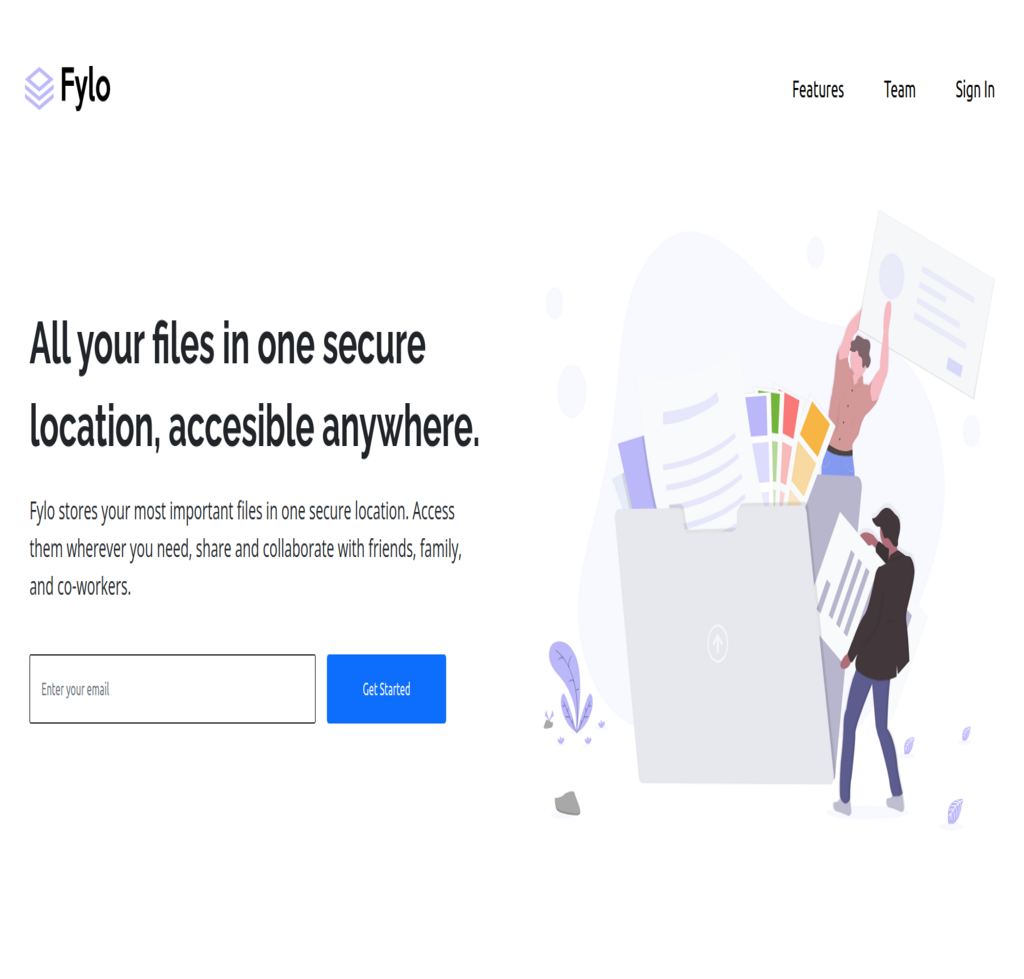 Fylo
Features Team Sign In
All your files in one secure
location, accesible anywhere.
Fylo stores your most important files in one secure location. Access
them wherever you need, share and collaborate with friends, family,
and co-workers.
Enter your email
Get Started